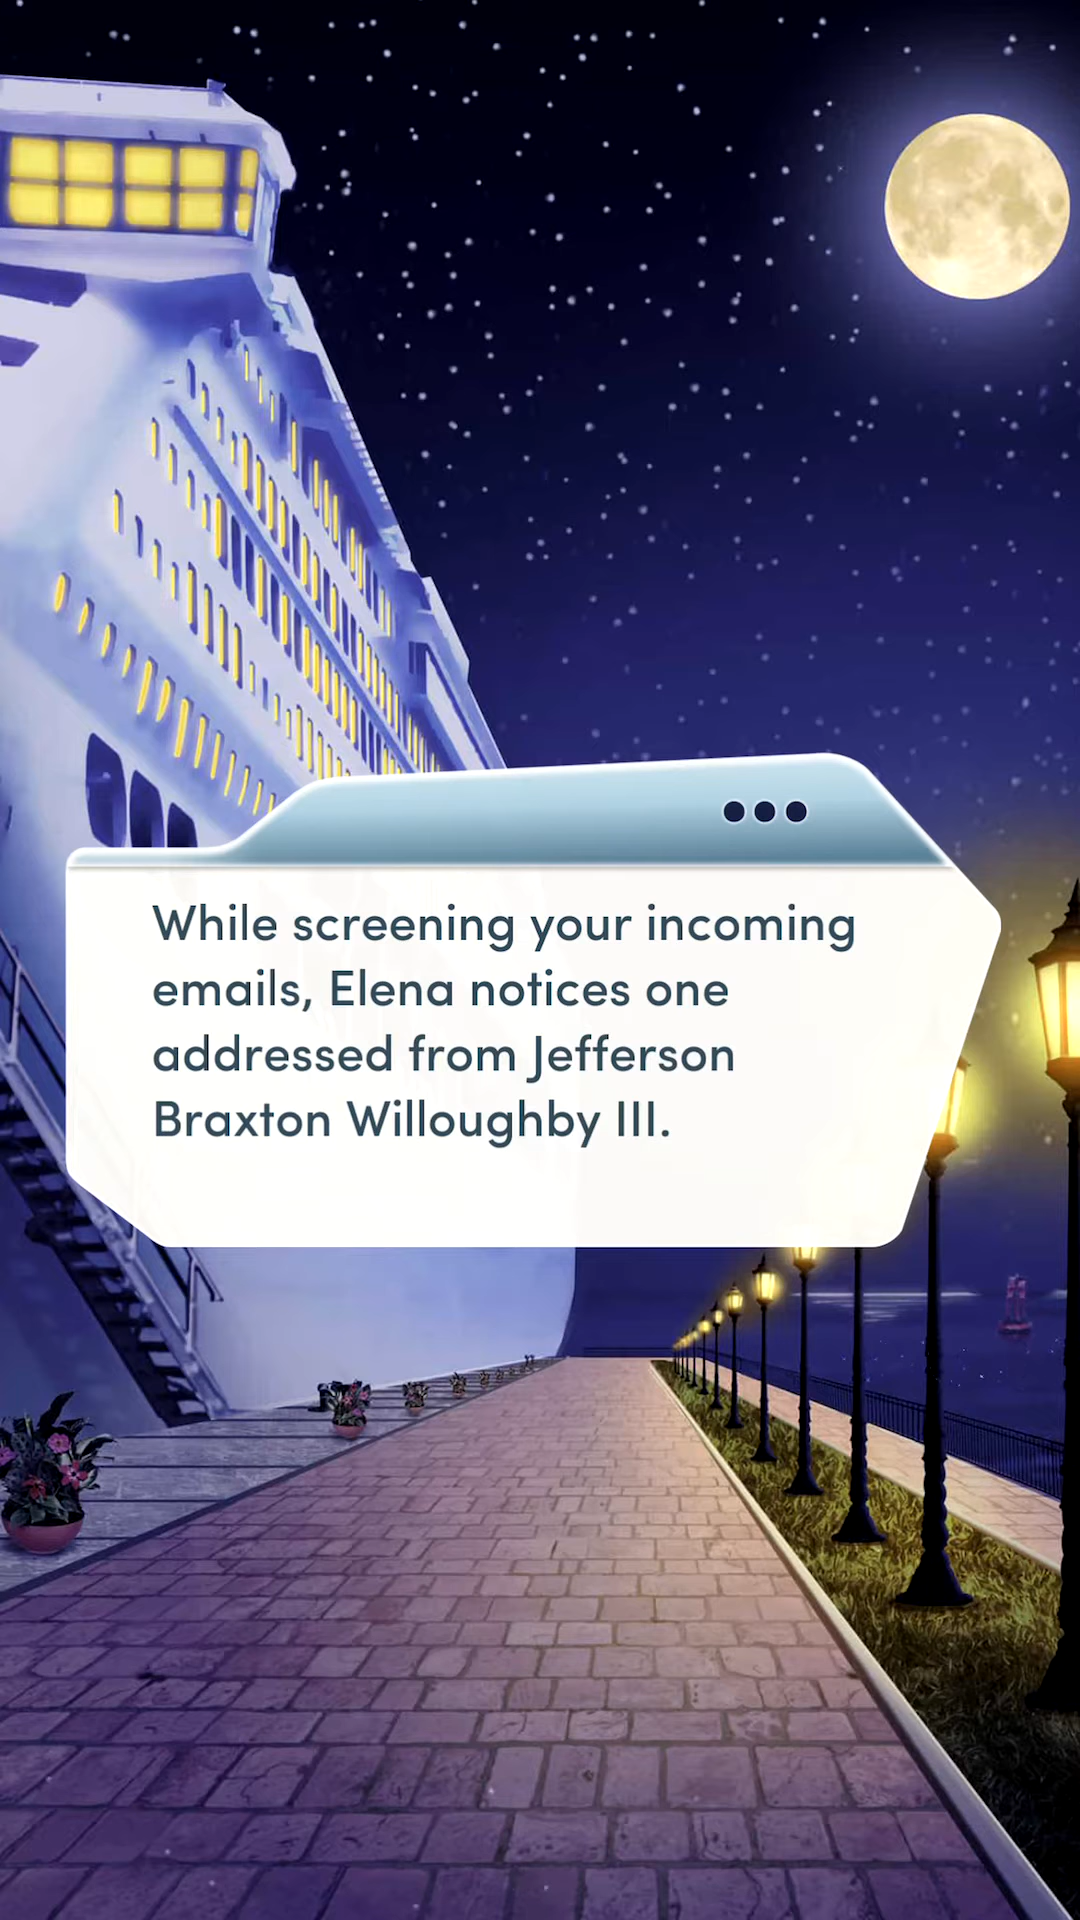 While screening your incoming
emails, Elena notices one
addressed from Jefferson
Braxton Willoughby III.